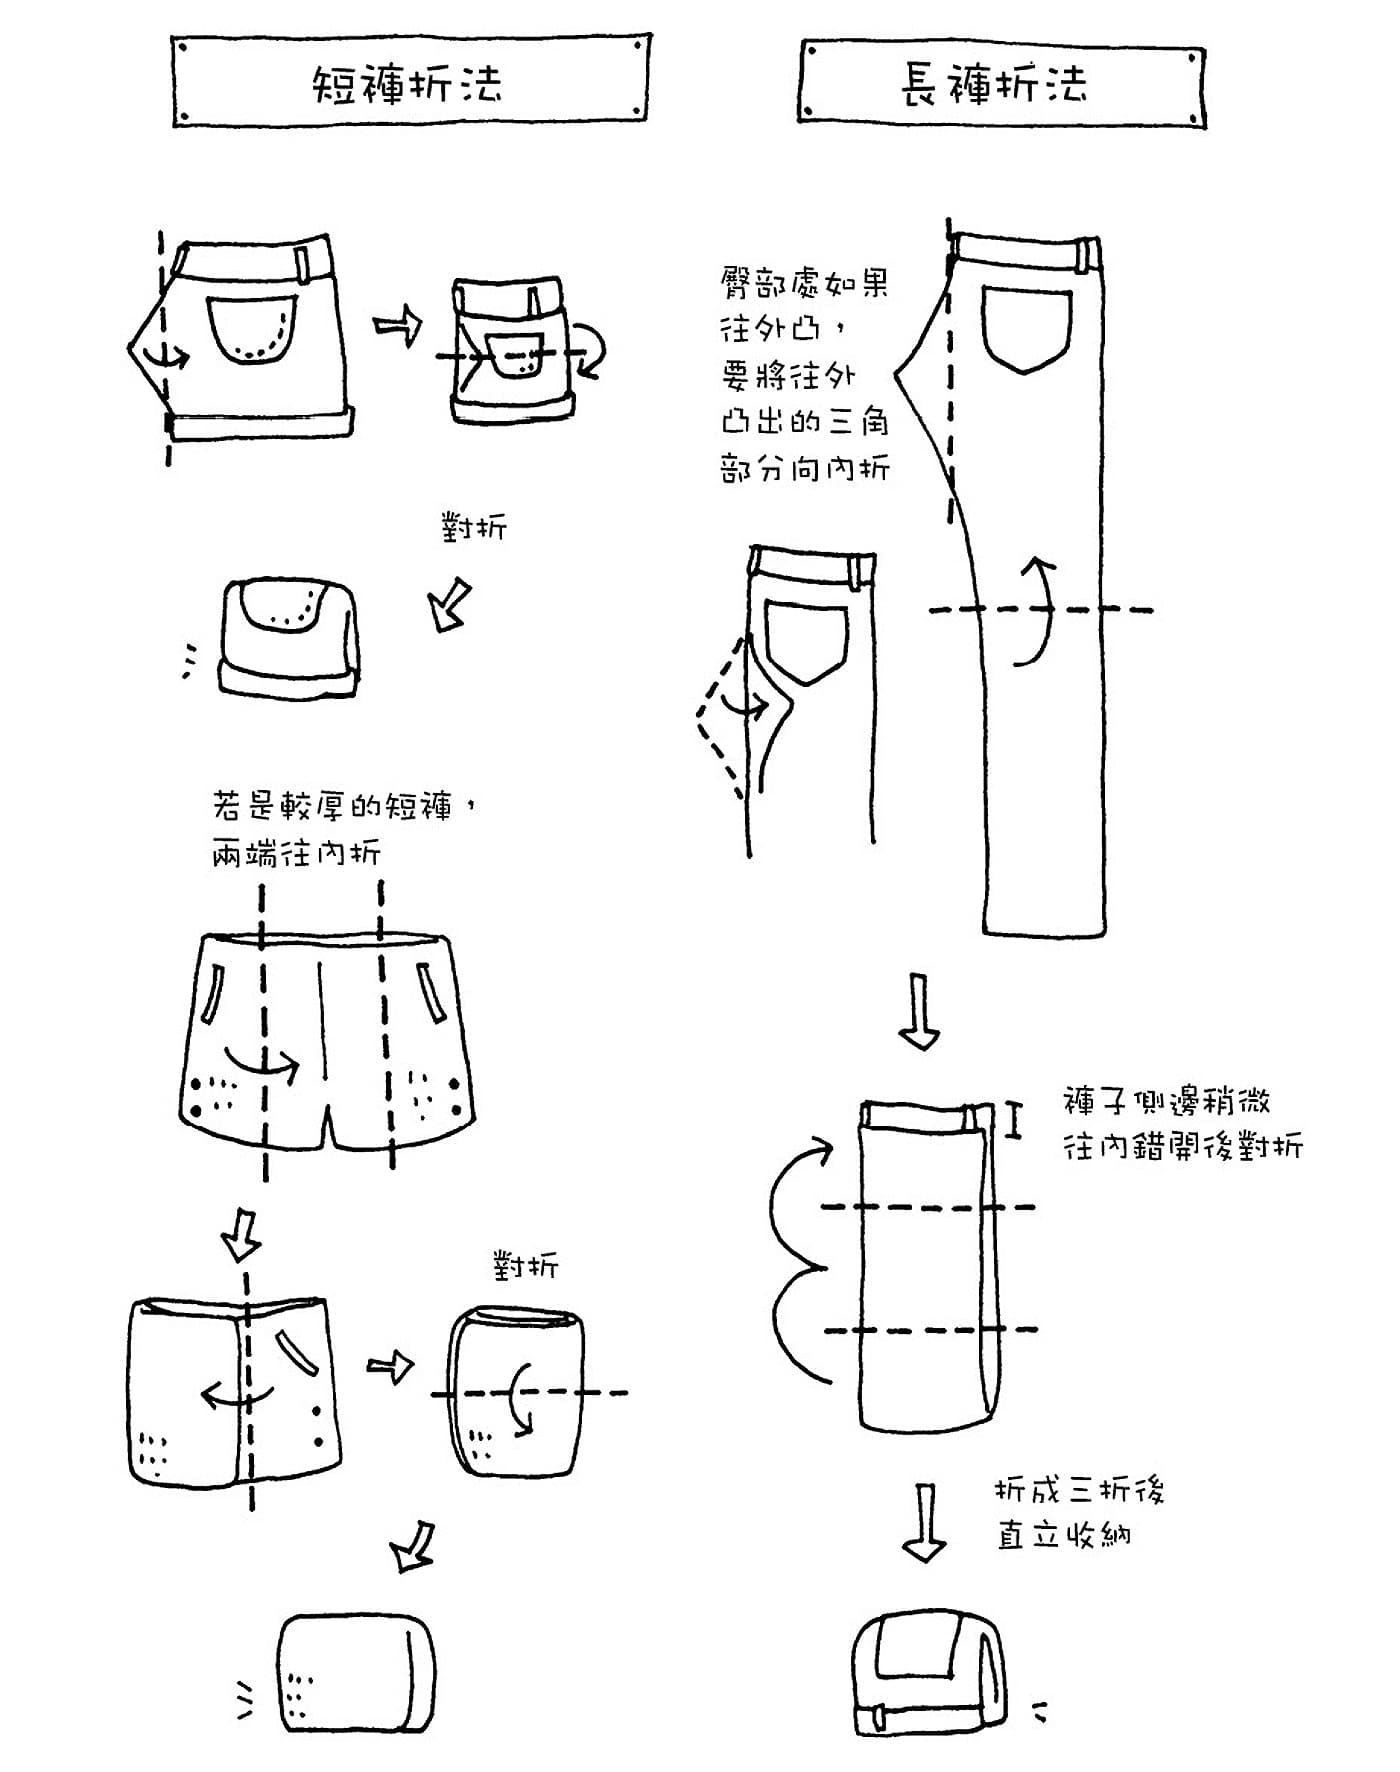 短褲折法
對折
若是較厚的短褲，
兩端往內折
對折
長褲折法
臀部處如果
往外凸，
要將往外
凸出的三角
部分向內折
褲子側邊稍微
往內錯開後對折
折成三折後
直立收納